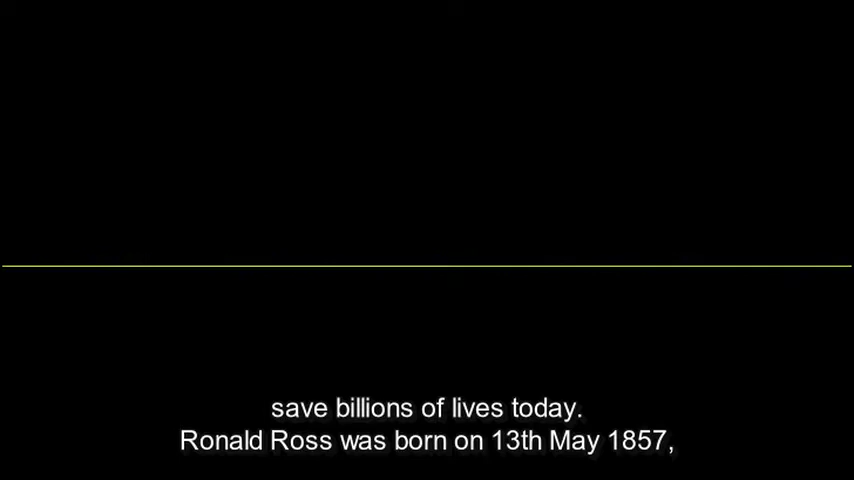 save billions of lives today.
Ronald Ross was born on 13th May 1857,